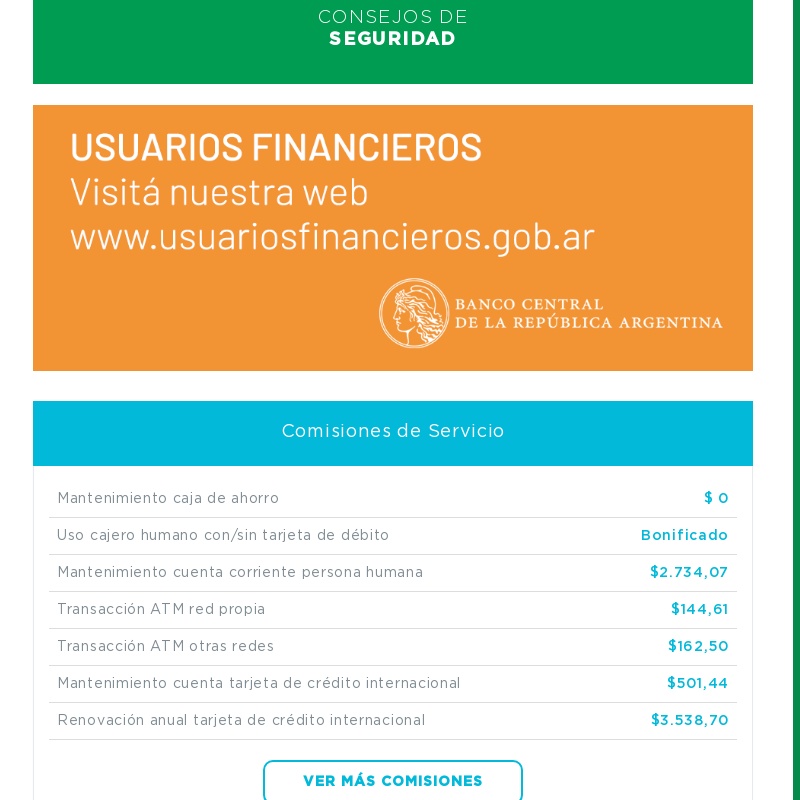 CONSEJOS DE
SEGURIDAD
USUARIOS FINANCIEROS
Visitá nuestra web
www.usuariosfinancieros.gob.ar
BANCO CENTRAL
DE LA REPÚBLICA ARGENTINA
Comisiones de Servicio
Mantenimiento caja de ahorro $ 0
Uso cajero humano con/sin tarjeta de débito Bonificado
Mantenimiento cuenta corriente persona humana $2.734,07
Transacción ATM red propia $144,61
Transacción ATM otras redes $162,50
Mantenimiento cuenta tarjeta de crédito internacional $501,44
Renovación anual tarjeta de crédito internacional $3.538,70
VER MÁS COMISIONES